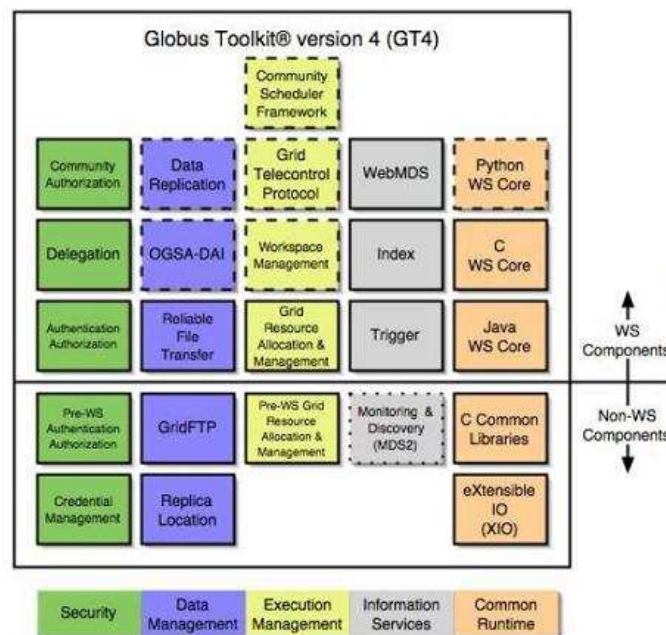 Globus Toolkit® version 4 (GT4)
Community
Scheduler
Framework
Community
Authorization
Data
Replication
Grid
Telecontrol
Protocol
WebMDS
Python
WS Core
Delegation
OGSA-DAI
Workspace
Management
Index
C
WS Core
Authentication
Authorization
Reliable
File
Transfer
Grid
Resource
Allocation &
Management
Trigger
Java
WS Core
WS
Components
Pre-WS
Authentication
Authorization
GridFTP
Pre-WS Grid
Resource
Allocation &
Management
Monitoring &
Discovery
(MDS2)
C Common
Libraries
Non-WS
Components
Credential
Management
Replica
Location
eXtensible
IO
(XIO)
Security
Data
Management
Execution
Management
Information
Services
Common
Runtime